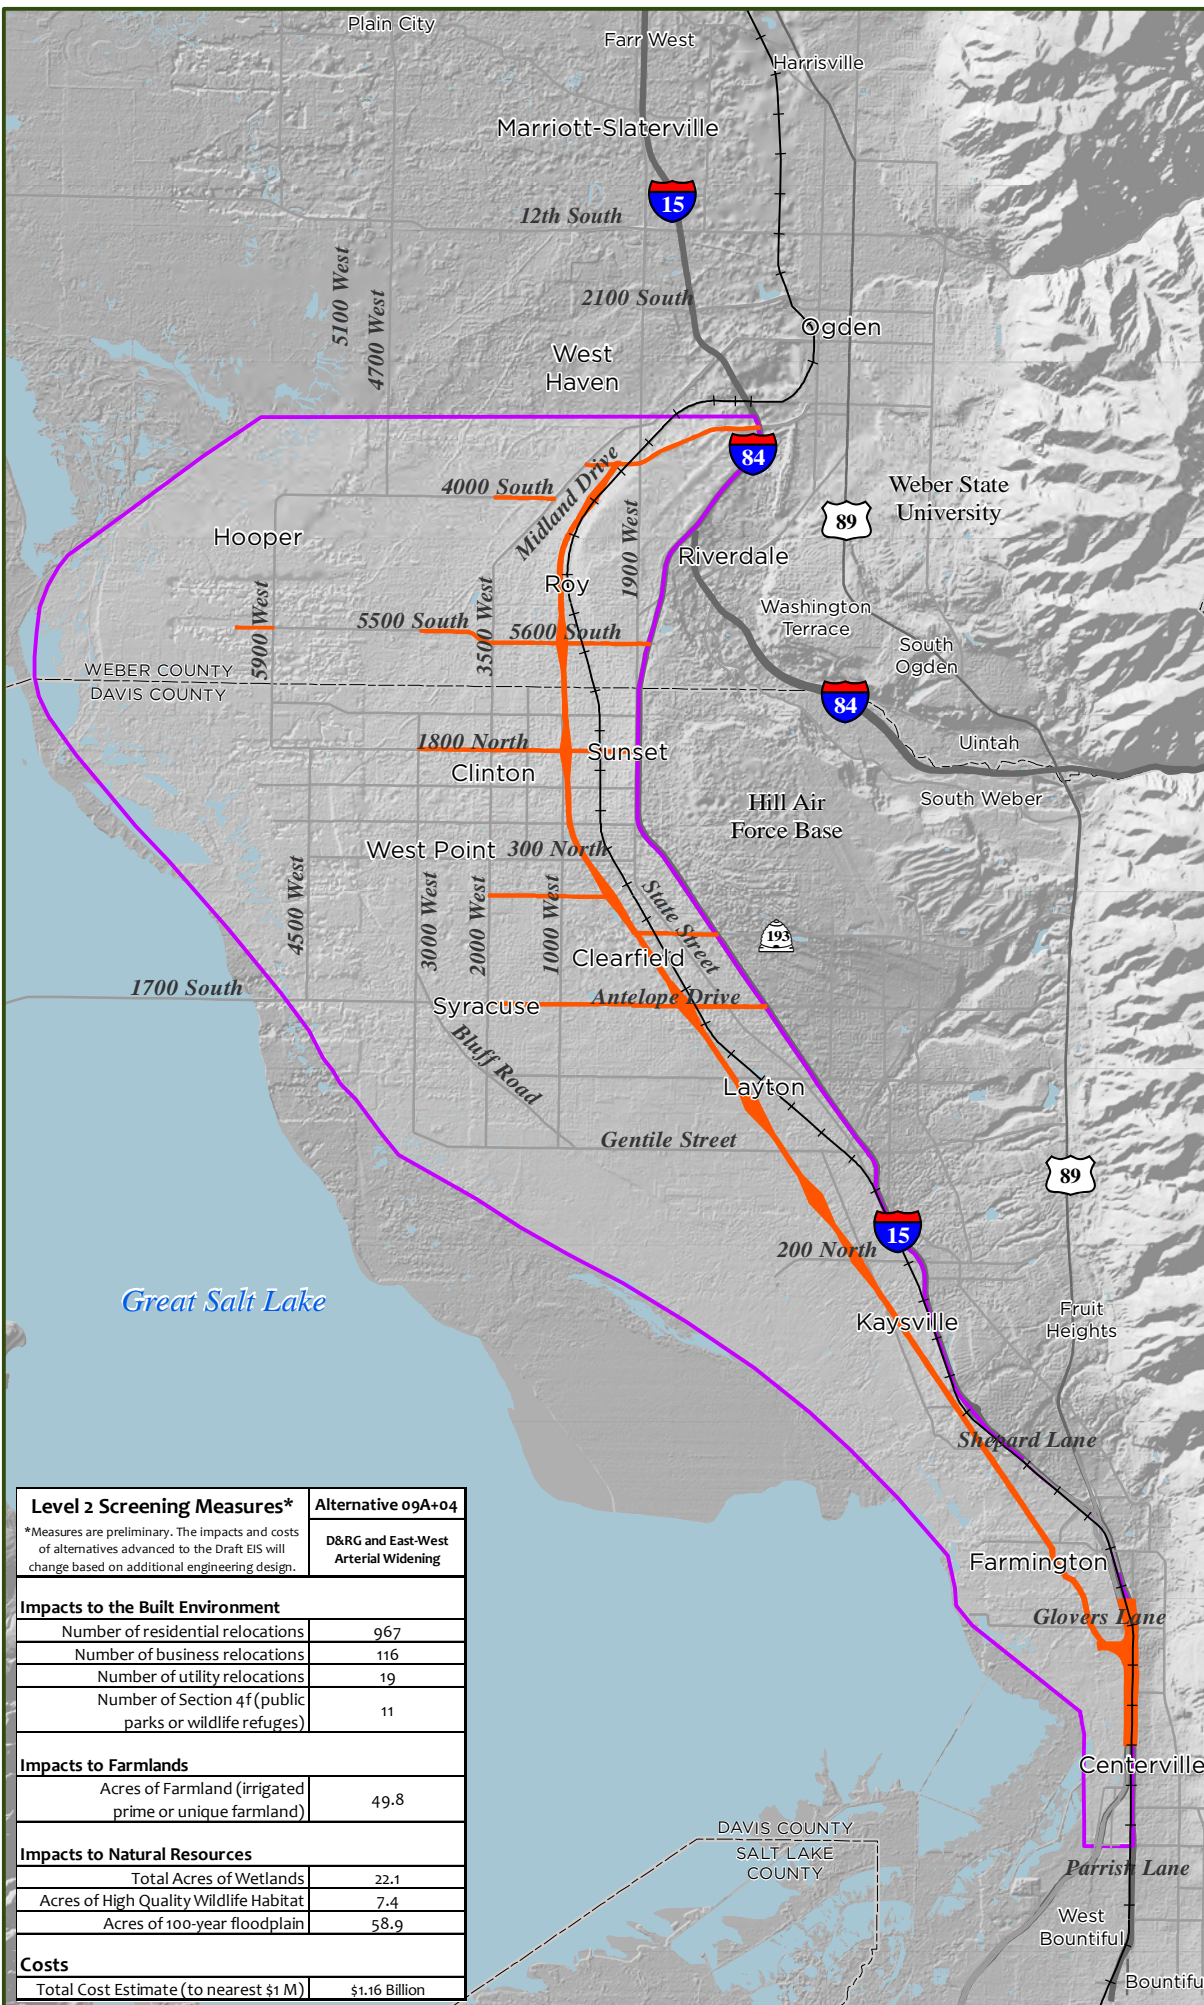 Plain City
Farr West
Harrisville
Marriott-Slaterville
15
12th South
5100 West
4700 West
2100 South
Ogden
West
Haven
84
4000 South
Midland Drive
Weber State
University
89
Hooper
1900 West
Riverdale
Roy
3500 West
5900 West
Washington
Terrace
5500 South
5600 South
South
Ogden
WEBER COUNTY
DAVIS COUNTY
84
1800 North
Sunset
Uintah
Clinton
South Weber
Hill Air
Force Base
West Point
300 North
4500 West
3000 West
2000 West
1000 West
State Street
193
Clearfield
1700 South
Syracuse
Antelope Drive
Bluff Road
Layton
Gentile Street
89
15
200 North
Great Salt Lake
Kaysville
Fruit
Heights
Shepard Lane
Farmington
Glovers Lane
Centerville
DAVIS COUNTY
SALT LAKE
COUNTY
Parrish Lane
West
Bountiful
Bountifu
Level 2 Screening Measures* Alternative 09A+04
*Measures are preliminary. The impacts and costs
of alternatives advanced to the Draft EIS will
change based on additional engineering design.
D&RG and East-West
Arterial Widening
Impacts to the Built Environment
Number of residential relocations 967
Number of business relocations 116
Number of utility relocations 19
Number of Section 4f (public
parks or wildlife refuges) 11
Impacts to Farmlands
Acres of Farmland (irrigated
prime or unique farmland) 49.8
Impacts to Natural Resources
Total Acres of Wetlands 22.1
Acres of High Quality Wildlife Habitat 7.4
Acres of 100-year floodplain 58.9
Costs
Total Cost Estimate (to nearest $1 M) $1.16 Billion